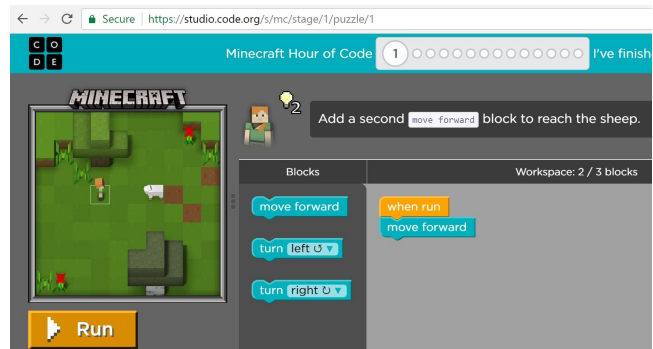 Secure https://studio.code.org/s/mc/stage/1/puzzle/1
C O
D E
Minecraft Hour of Code 1 I've finish
MINECRAFT
2
Add a second move forward block to reach the sheep.
Blocks
Workspace: 2 / 3 blocks
move forward
when run
move forward
turn left ↺ ▼
turn right ↻ ▼
Run